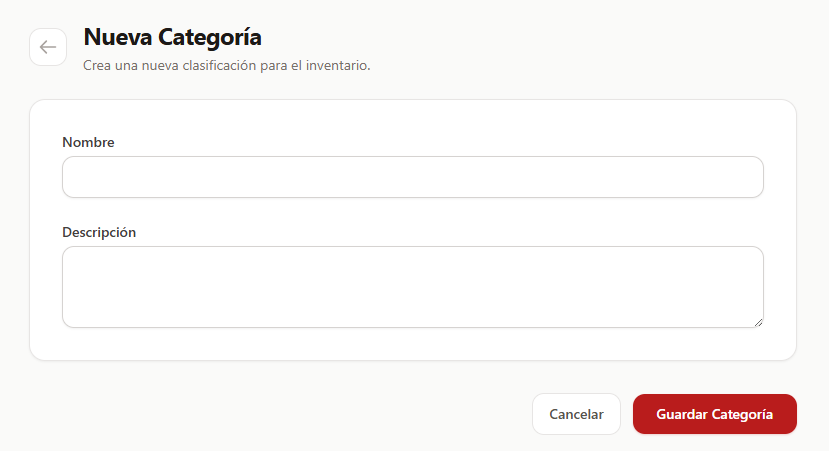 Nueva Categoría
Crea una nueva clasificación para el inventario.
Nombre
Descripción
Cancelar
Guardar Categoría